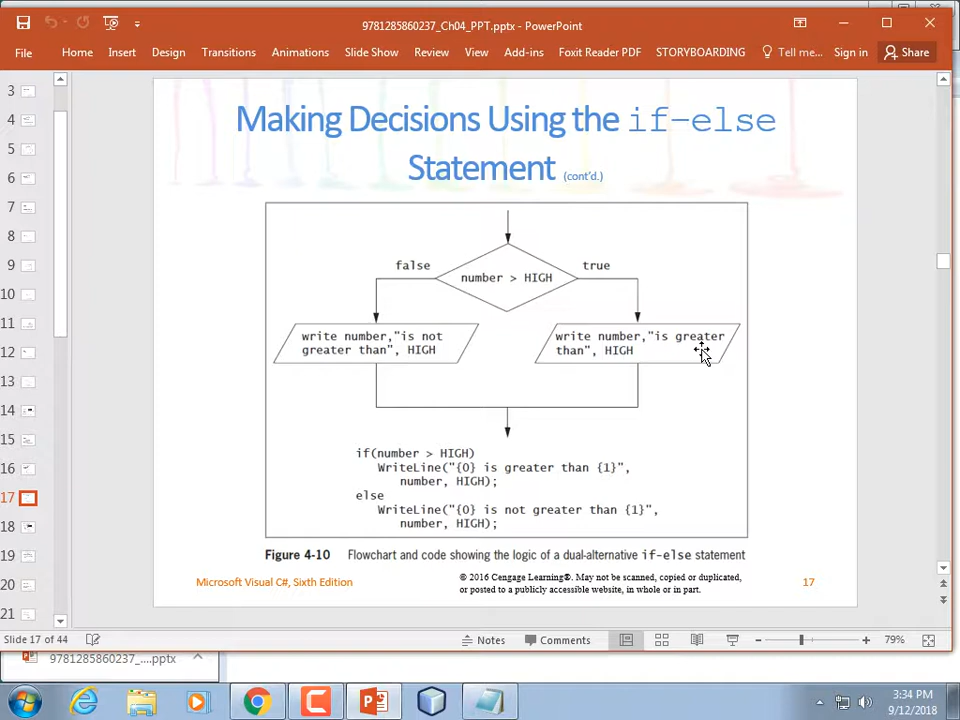 9781285860237_Ch04_PPT.pptx - PowerPoint
File Home Insert Design Transitions Animations Slide Show Review View Add-ins Foxit Reader PDF STORYBOARDING Tell me... Sign in Share
3
4
5
6
7
8
9
10
11
12
13
14
15
16
17
18
19
20
21
Making Decisions Using the if-else
Statement (cont'd.)
false
true
number > HIGH
write number,"is not
greater than", HIGH
write number,"is greater
than", HIGH
if(number > HIGH)
WriteLine("{0} is greater than {1}",
number, HIGH);
else
WriteLine("{0} is not greater than {1}",
number, HIGH);
Figure 4-10 Flowchart and code showing the logic of a dual-alternative if-else statement
Microsoft Visual C#, Sixth Edition
© 2016 Cengage Learning®. May not be scanned, copied or duplicated,
or posted to a publicly accessible website, in whole or in part.
17
Slide 17 of 44
Notes
Comments
79%
9781285860237_....pptx
3:34 PM
9/12/2018